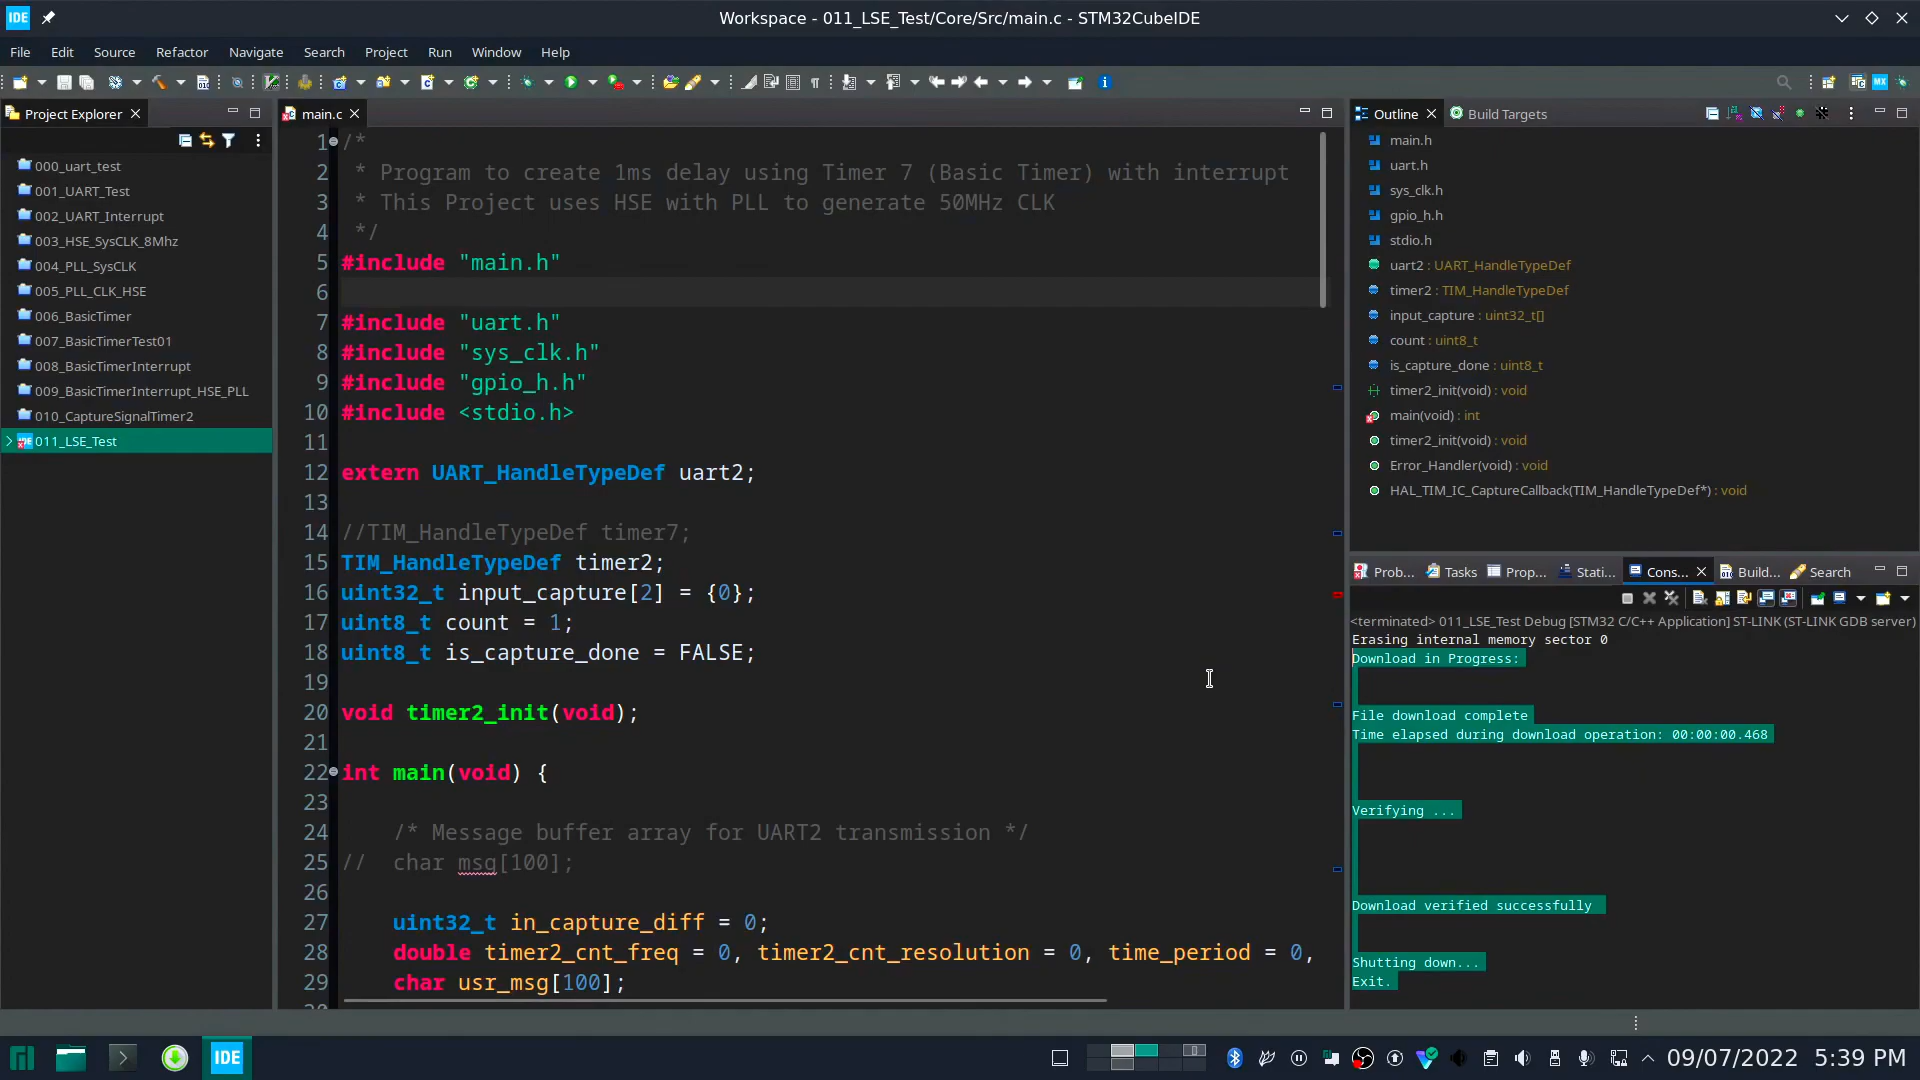 IDE
Workspace - 011_LSE_Test/Core/Src/main.c - STM32CubeIDE
File Edit Source Refactor Navigate Search Project Run Window Help
MX
Project Explorer
000_uart_test
001_UART_Test
002_UART_Interrupt
003_HSE_SysCLK_8Mhz
004_PLL_SysCLK
005_PLL_CLK_HSE
006_BasicTimer
007_BasicTimerTest01
008_BasicTimerInterrupt
009_BasicTimerInterrupt_HSE_PLL
010_CaptureSignalTimer2
011_LSE_Test
main.c
1 /*
2 * Program to create 1ms delay using Timer 7 (Basic Timer) with interrupt
3 * This Project uses HSE with PLL to generate 50MHz CLK
4 */
5 #include "main.h"
6
7 #include "uart.h"
8 #include "sys_clk.h"
9 #include "gpio_h.h"
10 #include <stdio.h>
11
12 extern UART_HandleTypeDef uart2;
13
14 //TIM_HandleTypeDef timer7;
15 TIM_HandleTypeDef timer2;
16 uint32_t input_capture[2] = {0};
17 uint8_t count = 1;
18 uint8_t is_capture_done = FALSE;
19
20 void timer2_init(void);
21
22 int main(void) {
23
24 /* Message buffer array for UART2 transmission */
25 // char msg[100];
26
27 uint32_t in_capture_diff = 0;
28 double timer2_cnt_freq = 0, timer2_cnt_resolution = 0, time_period = 0,
29 char usr_msg[100];
Outline Build Targets
main.h
uart.h
sys_clk.h
gpio_h.h
stdio.h
uart2 : UART_HandleTypeDef
timer2 : TIM_HandleTypeDef
input_capture : uint32_t[]
count : uint8_t
is_capture_done : uint8_t
timer2_init(void) : void
main(void) : int
timer2_init(void) : void
Error_Handler(void) : void
HAL_TIM_IC_CaptureCallback(TIM_HandleTypeDef*) : void
Prob... Tasks Prop... Stati... Cons... Build... Search
<terminated> 011_LSE_Test Debug [STM32 C/C++ Application] ST-LINK (ST-LINK GDB server)
Erasing internal memory sector 0
Download in Progress:
File download complete
Time elapsed during download operation: 00:00:00.468
Verifying ...
Download verified successfully
Shutting down...
Exit.
IDE
09/07/2022 5:39 PM